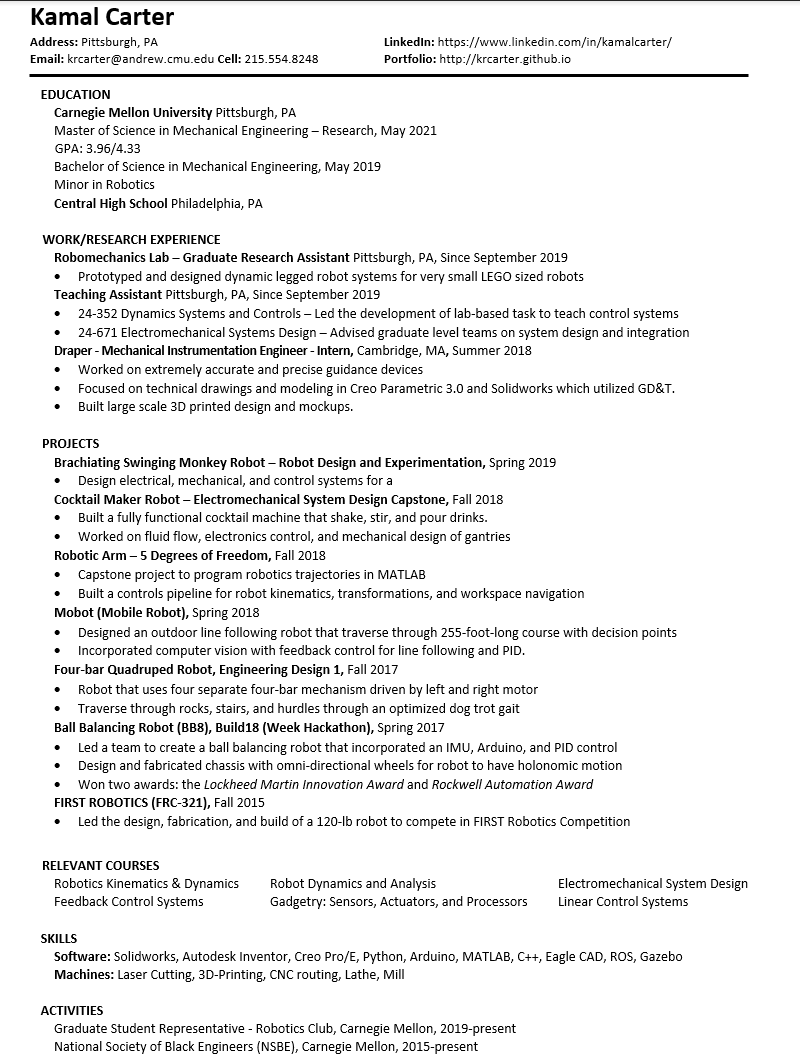 Kamal Carter
Address: Pittsburgh, PA LinkedIn: https://www.linkedin.com/in/kamalcarter/
Email: krcarter@andrew.cmu.edu Cell: 215.554.8248 Portfolio: http://krcarter.github.io
EDUCATION
Carnegie Mellon University Pittsburgh, PA
Master of Science in Mechanical Engineering – Research, May 2021
GPA: 3.96/4.33
Bachelor of Science in Mechanical Engineering, May 2019
Minor in Robotics
Central High School Philadelphia, PA
WORK/RESEARCH EXPERIENCE
Robomechanics Lab – Graduate Research Assistant Pittsburgh, PA, Since September 2019
• Prototyped and designed dynamic legged robot systems for very small LEGO sized robots
Teaching Assistant Pittsburgh, PA, Since September 2019
• 24-352 Dynamics Systems and Controls – Led the development of lab-based task to teach control systems
• 24-671 Electromechanical Systems Design – Advised graduate level teams on system design and integration
Draper - Mechanical Instrumentation Engineer - Intern, Cambridge, MA, Summer 2018
• Worked on extremely accurate and precise guidance devices
• Focused on technical drawings and modeling in Creo Parametric 3.0 and Solidworks which utilized GD&T.
• Built large scale 3D printed design and mockups.
PROJECTS
Brachiating Swinging Monkey Robot – Robot Design and Experimentation, Spring 2019
• Design electrical, mechanical, and control systems for a
Cocktail Maker Robot – Electromechanical System Design Capstone, Fall 2018
• Built a fully functional cocktail machine that shake, stir, and pour drinks.
• Worked on fluid flow, electronics control, and mechanical design of gantries
Robotic Arm – 5 Degrees of Freedom, Fall 2018
• Capstone project to program robotics trajectories in MATLAB
• Built a controls pipeline for robot kinematics, transformations, and workspace navigation
Mobot (Mobile Robot), Spring 2018
• Designed an outdoor line following robot that traverse through 255-foot-long course with decision points
• Incorporated computer vision with feedback control for line following and PID.
Four-bar Quadruped Robot, Engineering Design 1, Fall 2017
• Robot that uses four separate four-bar mechanism driven by left and right motor
• Traverse through rocks, stairs, and hurdles through an optimized dog trot gait
Ball Balancing Robot (BB8), Build18 (Week Hackathon), Spring 2017
• Led a team to create a ball balancing robot that incorporated an IMU, Arduino, and PID control
• Design and fabricated chassis with omni-directional wheels for robot to have holonomic motion
• Won two awards: the Lockheed Martin Innovation Award and Rockwell Automation Award
FIRST ROBOTICS (FRC-321), Fall 2015
• Led the design, fabrication, and build of a 120-lb robot to compete in FIRST Robotics Competition
RELEVANT COURSES
Robotics Kinematics & Dynamics Robot Dynamics and Analysis Electromechanical System Design
Feedback Control Systems Gadgetry: Sensors, Actuators, and Processors Linear Control Systems
SKILLS
Software: Solidworks, Autodesk Inventor, Creo Pro/E, Python, Arduino, MATLAB, C++, Eagle CAD, ROS, Gazebo
Machines: Laser Cutting, 3D-Printing, CNC routing, Lathe, Mill
ACTIVITIES
Graduate Student Representative - Robotics Club, Carnegie Mellon, 2019-present
National Society of Black Engineers (NSBE), Carnegie Mellon, 2015-present